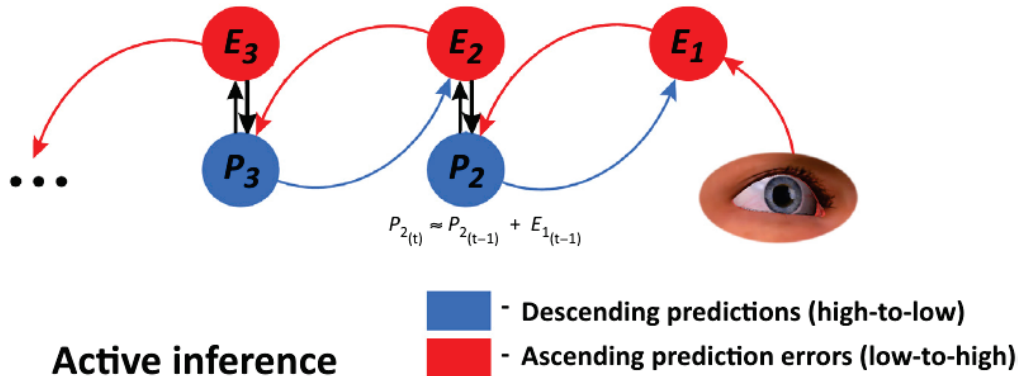 E3 E2 E1
P3 P2
• • •
P2(t) ≈ P2(t−1) + E1(t−1)
- Descending predictions (high-to-low)
- Ascending prediction errors (low-to-high)
Active inference